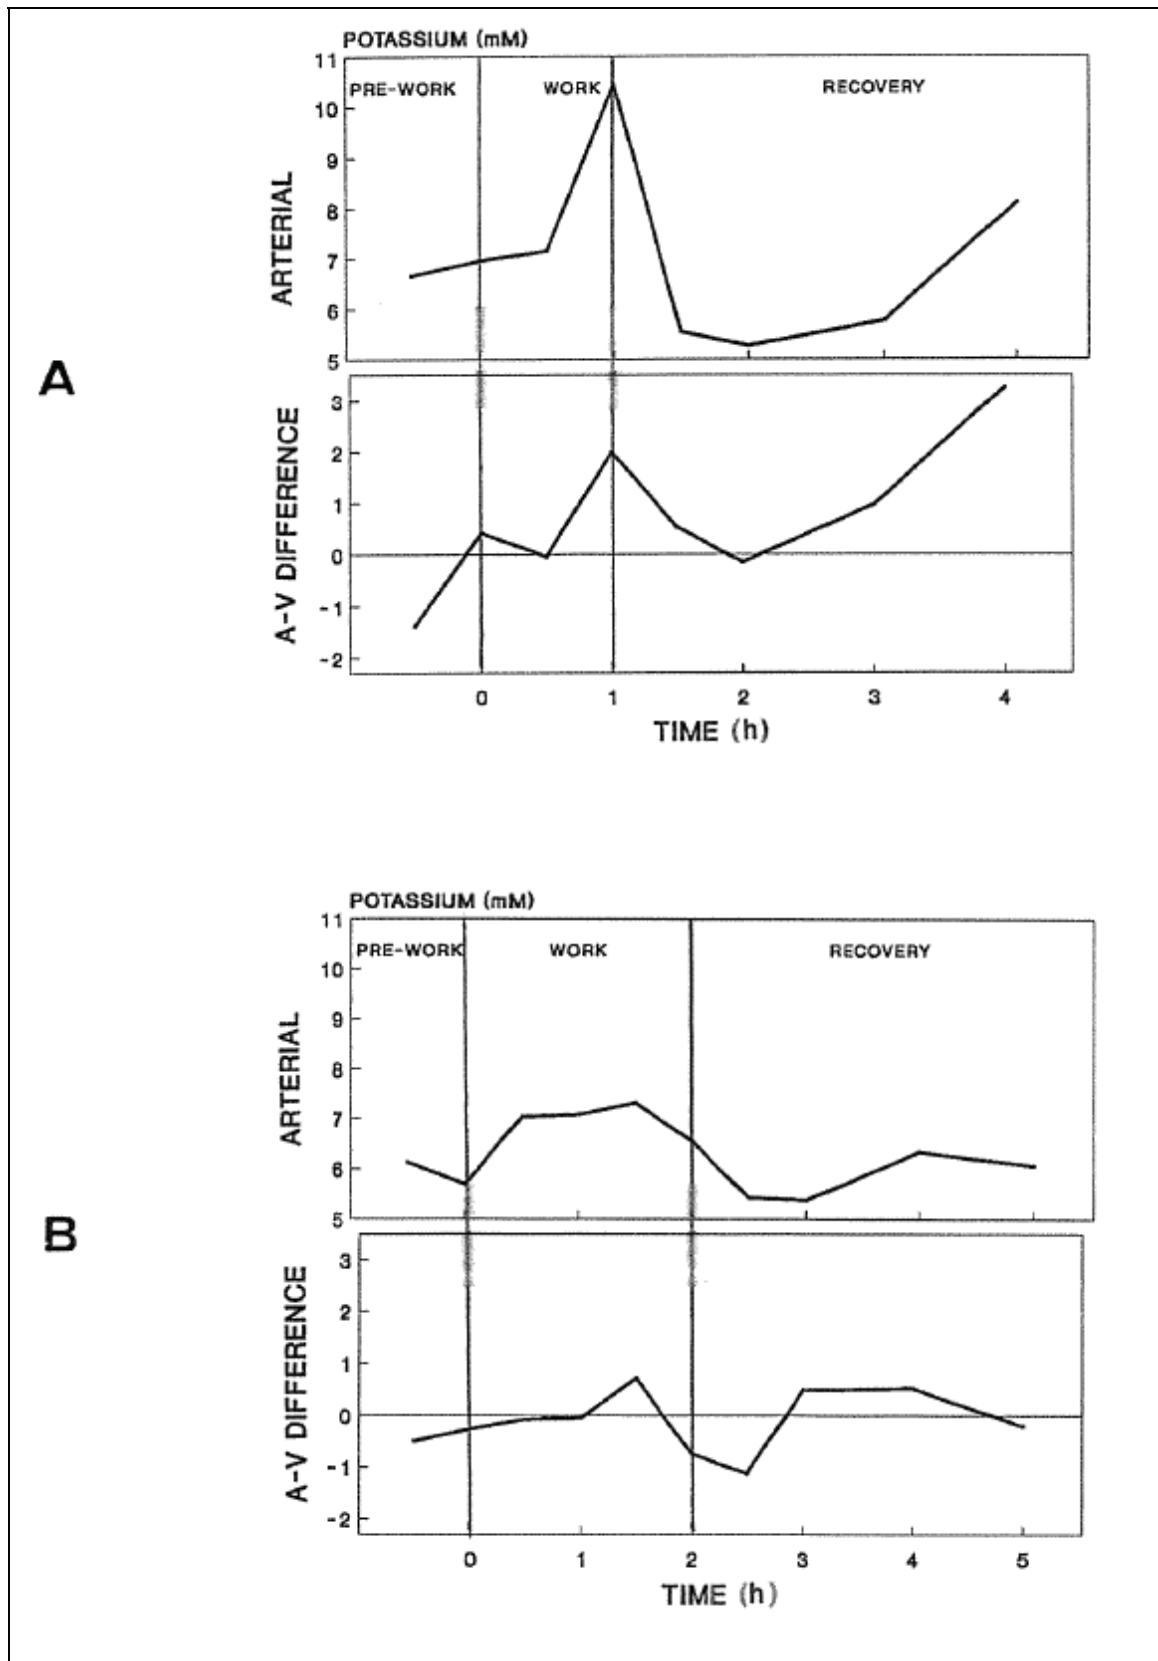 POTASSIUM (mM)
11
PRE-WORK WORK RECOVERY
10
9
8
7
6
5
ARTERIAL
A
3
2
1
0
-1
-2
A-V DIFFERENCE
0 1 2 3 4
TIME (h)
POTASSIUM (mM)
11
PRE-WORK WORK RECOVERY
10
9
8
7
6
5
ARTERIAL
B
3
2
1
0
-1
-2
A-V DIFFERENCE
0 1 2 3 4 5
TIME (h)